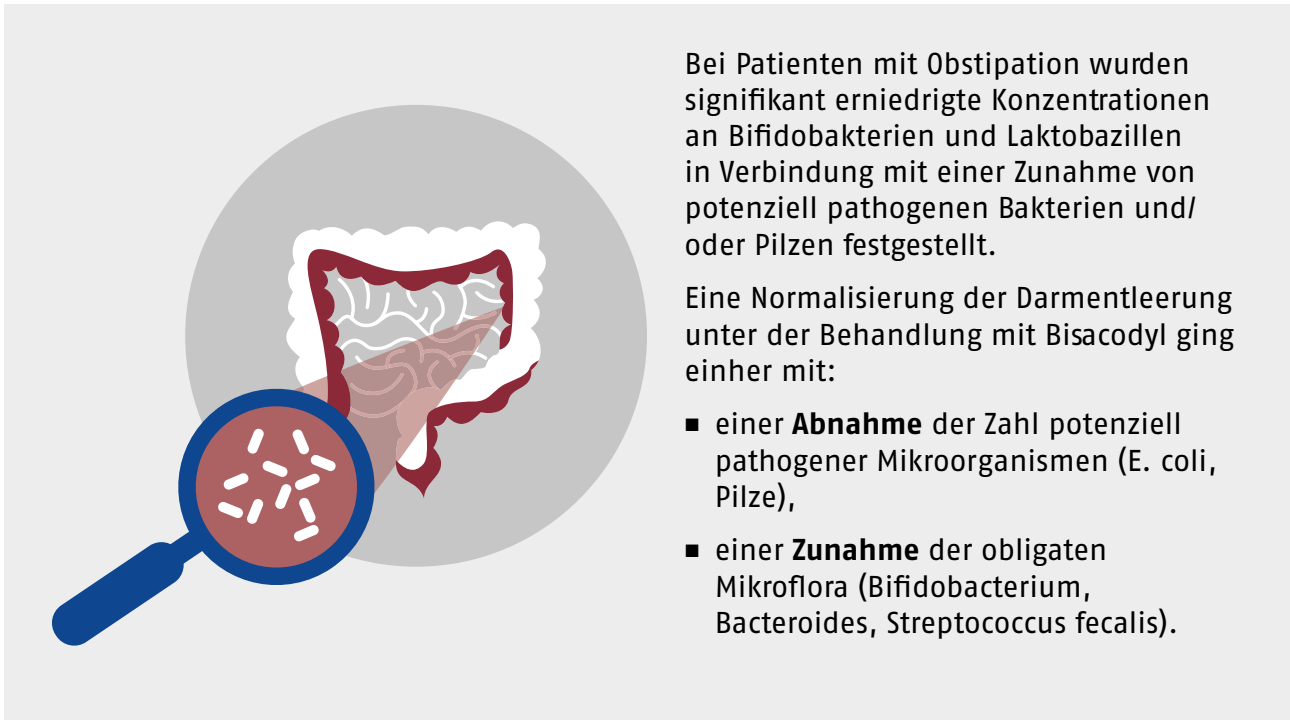 Bei Patienten mit Obstipation wurden
signifikant erniedrigte Konzentrationen
an Bifidobakterien und Laktobazillen
in Verbindung mit einer Zunahme von
potenziell pathogenen Bakterien und/
oder Pilzen festgestellt.
Eine Normalisierung der Darmentleerung
unter der Behandlung mit Bisacodyl ging
einher mit:
▪ einer Abnahme der Zahl potenziell
pathogener Mikroorganismen (E. coli,
Pilze),
▪ einer Zunahme der obligaten
Mikroflora (Bifidobacterium,
Bacteroides, Streptococcus fecalis).